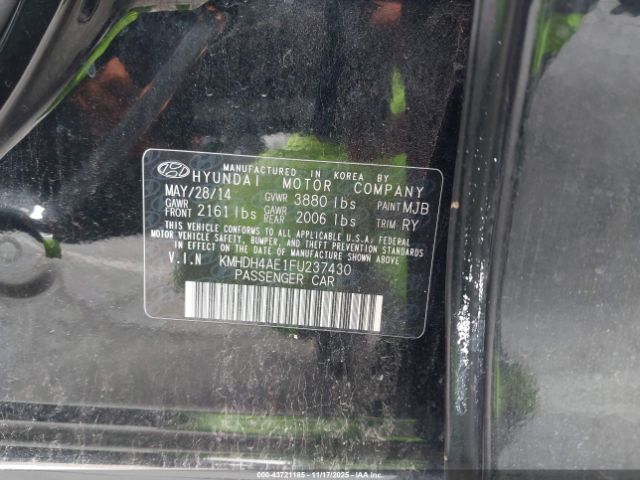 MANUFACTURED IN KOREA BY
HYUNDAI MOTOR COMPANY
MAY/28/14 GVWR 3880 lbs PAINT MJB
GAWR FRONT 2161 lbs GAWR REAR 2006 lbs TRIM RY
THIS VEHICLE CONFORMS TO ALL APPLICABLE U.S.A. FEDERAL
MOTOR VEHICLE SAFETY, BUMPER, AND THEFT PREVENTION STANDARDS
IN EFFECT ON THE DATE OF MANUFACTURE SHOWN ABOVE.
V.I.N KMHDH4AE1FU237430
PASSENGER CAR
000-43721185 - 11/17/2025 - IAA Inc.